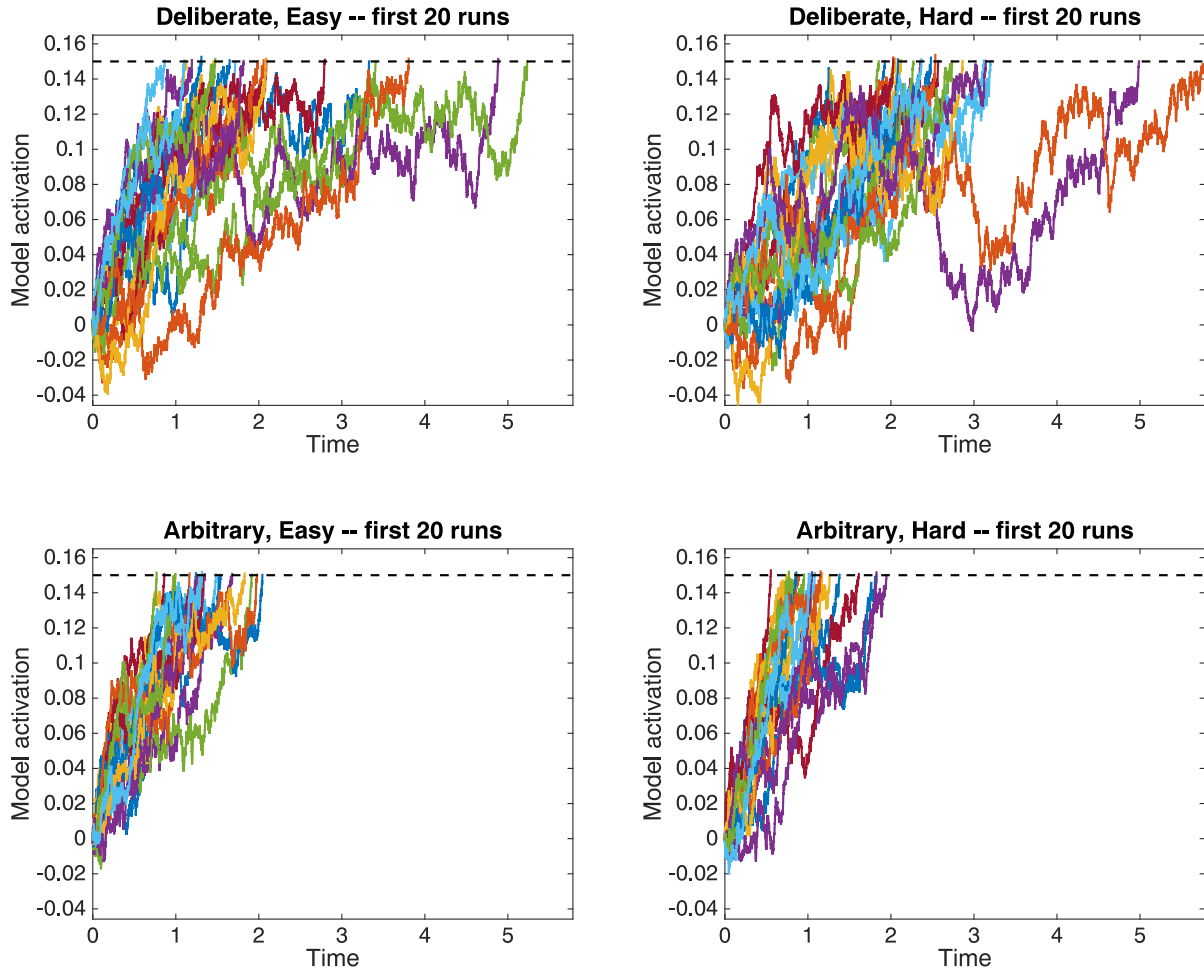 Deliberate, Easy -- first 20 runs
0.16
0.14
0.12
0.1
0.08
0.06
0.04
0.02
0
-0.02
-0.04
Model activation
0 1 2 3 4 5
Time
Deliberate, Hard -- first 20 runs
0.16
0.14
0.12
0.1
0.08
0.06
0.04
0.02
0
-0.02
-0.04
Model activation
0 1 2 3 4 5
Time
Arbitrary, Easy -- first 20 runs
0.16
0.14
0.12
0.1
0.08
0.06
0.04
0.02
0
-0.02
-0.04
Model activation
0 1 2 3 4 5
Time
Arbitrary, Hard -- first 20 runs
0.16
0.14
0.12
0.1
0.08
0.06
0.04
0.02
0
-0.02
-0.04
Model activation
0 1 2 3 4 5
Time